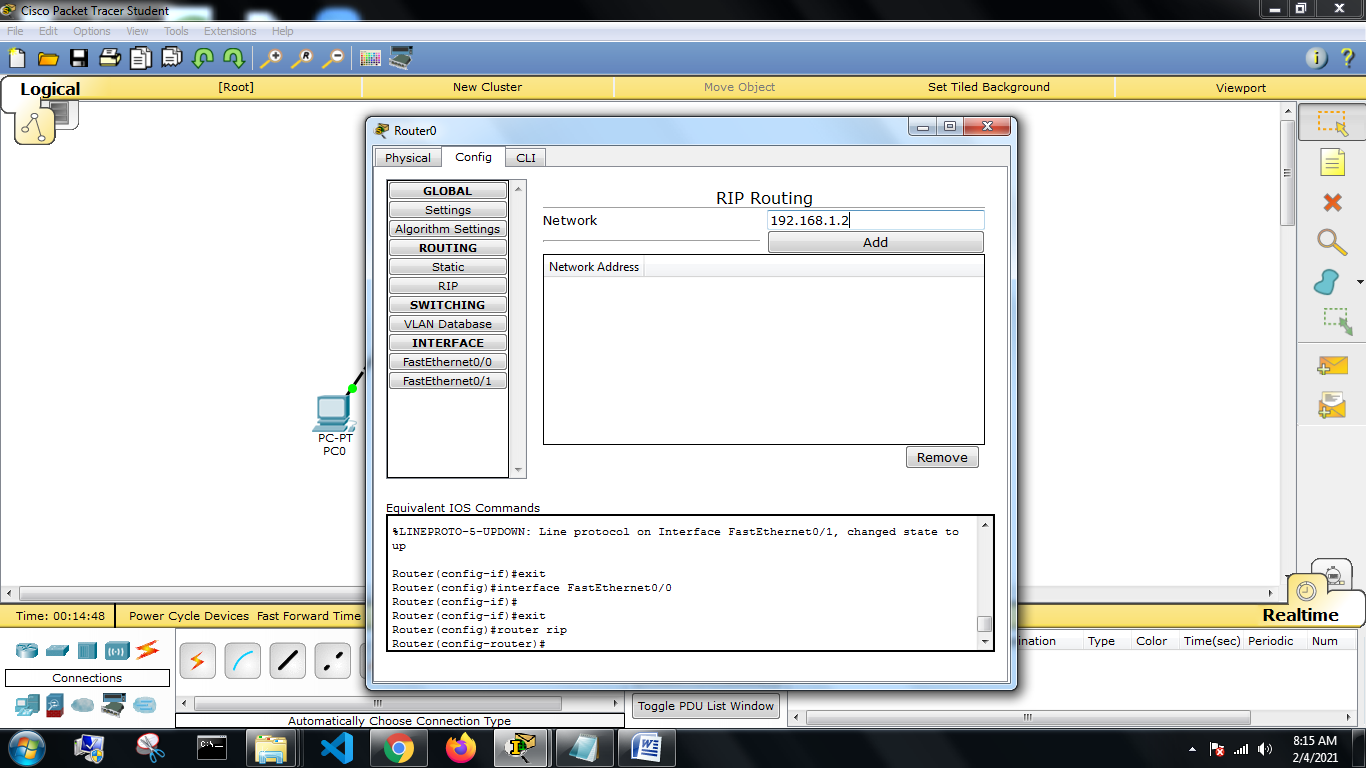 Cisco Packet Tracer Student
File Edit Options View Tools Extensions Help
Logical
[Root]
New Cluster
Move Object
Set Tiled Background
Viewport
Router0
Physical
Config
CLI
GLOBAL
Settings
Algorithm Settings
ROUTING
Static
RIP
SWITCHING
VLAN Database
INTERFACE
FastEthernet0/0
FastEthernet0/1
RIP Routing
Network
192.168.1.2
Add
Network Address
Remove
PC-PT
PC0
Equivalent IOS Commands
%LINEPROTO-5-UPDOWN: Line protocol on Interface FastEthernet0/1, changed state to
up
Router(config-if)#exit
Router(config)#interface FastEthernet0/0
Router(config-if)#
Router(config-if)#exit
Router(config)#router rip
Router(config-router)#
Time: 00:14:48
Power Cycle Devices Fast Forward Time
Realtime
Connections
Automatically Choose Connection Type
Toggle PDU List Window
ination
Type
Color
Time(sec)
Periodic
Num
8:15 AM
2/4/2021